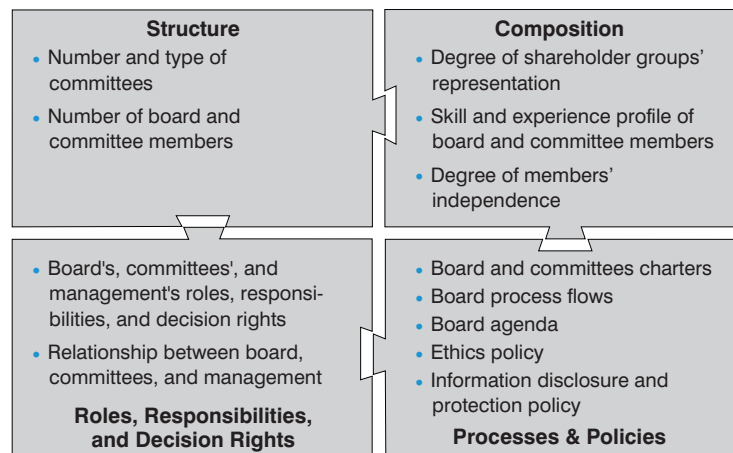 Structure
• Number and type of
committees
• Number of board and
committee members
Composition
• Degree of shareholder groups’
representation
• Skill and experience profile of
board and committee members
• Degree of members’
independence
• Board's, committees', and
management's roles, responsi-
bilities, and decision rights
• Relationship between board,
committees, and management
Roles, Responsibilities,
and Decision Rights
• Board and committees charters
• Board process flows
• Board agenda
• Ethics policy
• Information disclosure and
protection policy
Processes & Policies